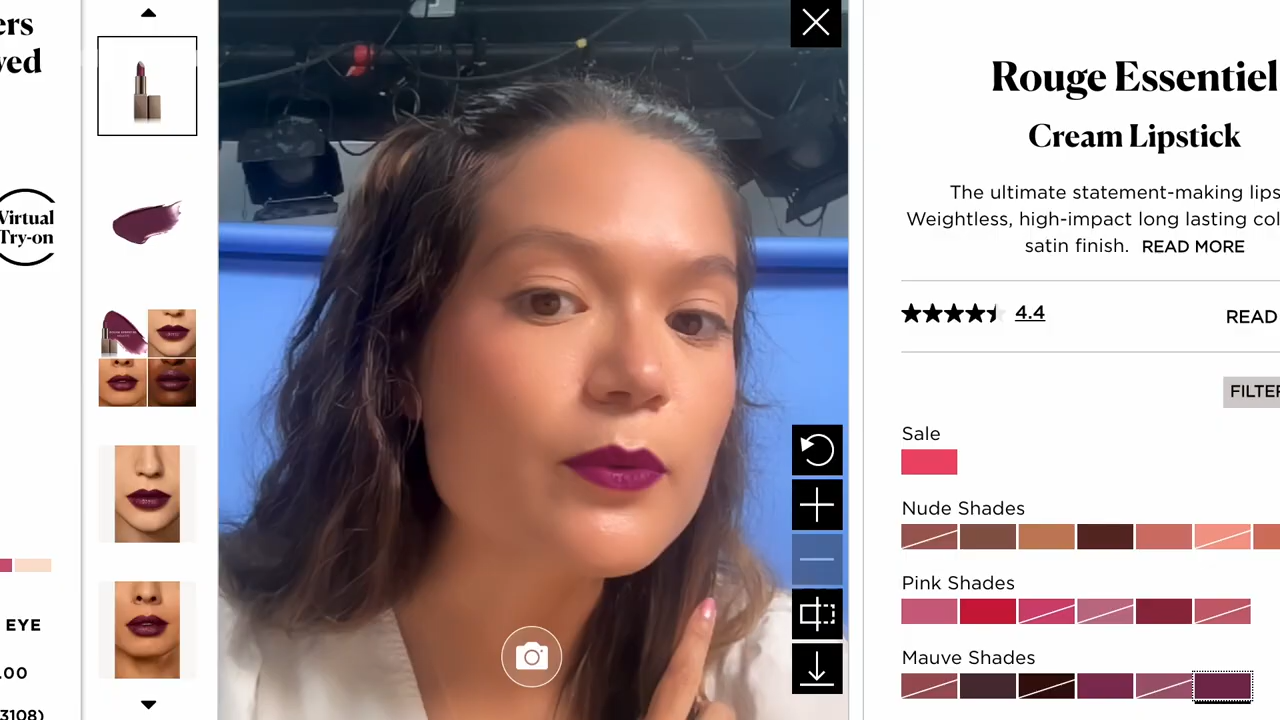 ers
ved
Virtual
Try-on
EYE
.00
3108)
Rouge Essentiel
Cream Lipstick
The ultimate statement-making lips
Weightless, high-impact long lasting col
satin finish. READ MORE
4.4
READ
FILTER
Sale
Nude Shades
Pink Shades
Mauve Shades